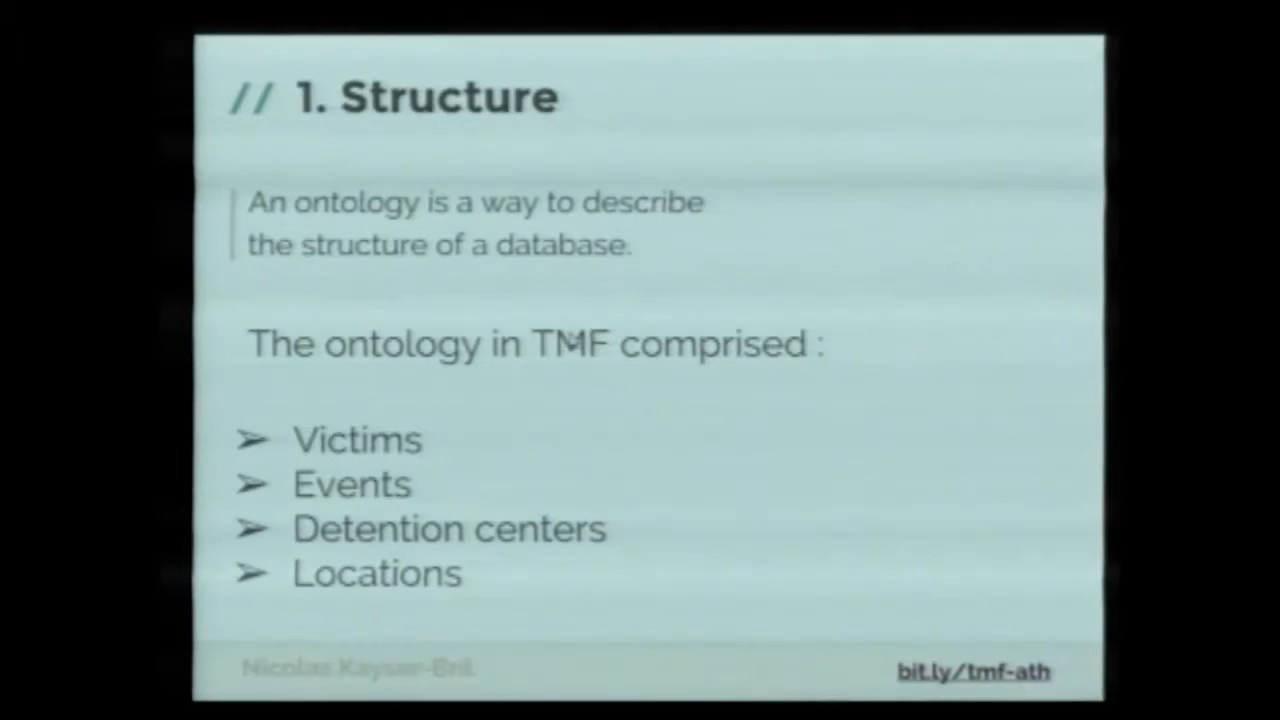 // 1. Structure
An ontology is a way to describe
the structure of a database.
The ontology in TMF comprised :
➢ Victims
➢ Events
➢ Detention centers
➢ Locations
Nicolas Kayser-Bril
bit.ly/tmf-ath